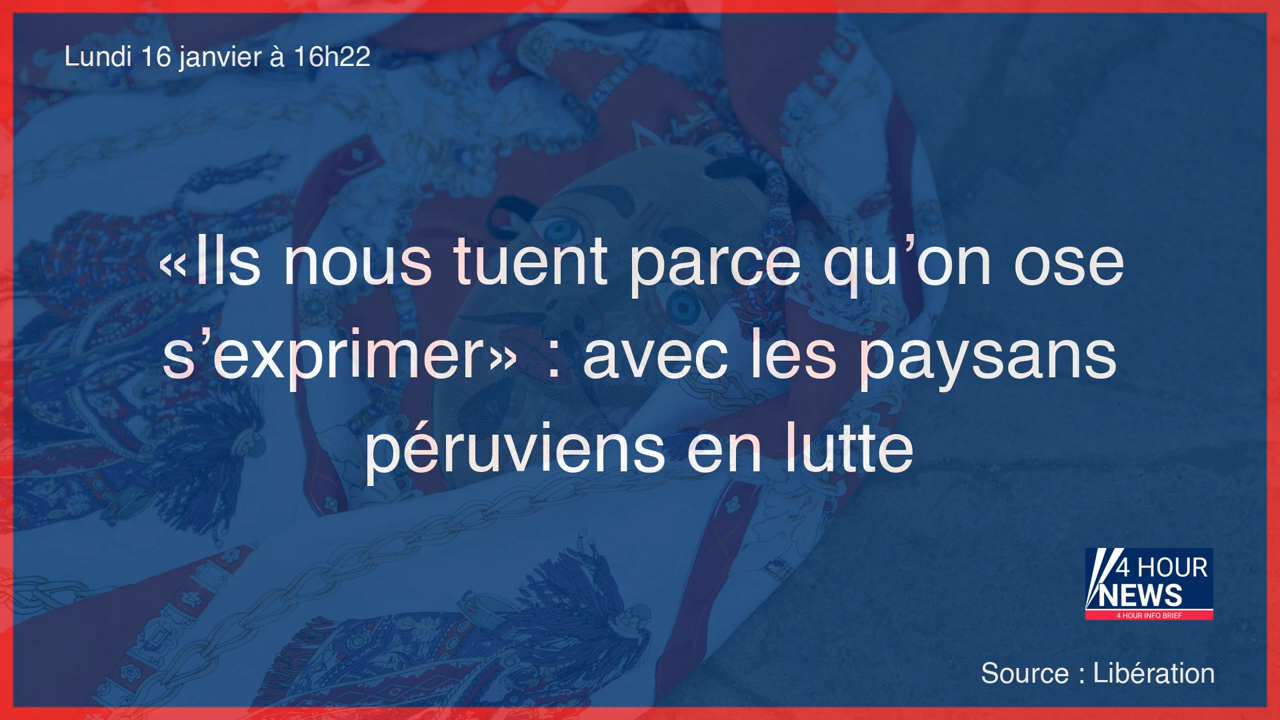 Lundi 16 janvier à 16h22
«Ils nous tuent parce qu’on ose
s’exprimer» : avec les paysans
péruviens en lutte
4 HOUR
NEWS
4 HOUR INFO BRIEF
Source : Libération